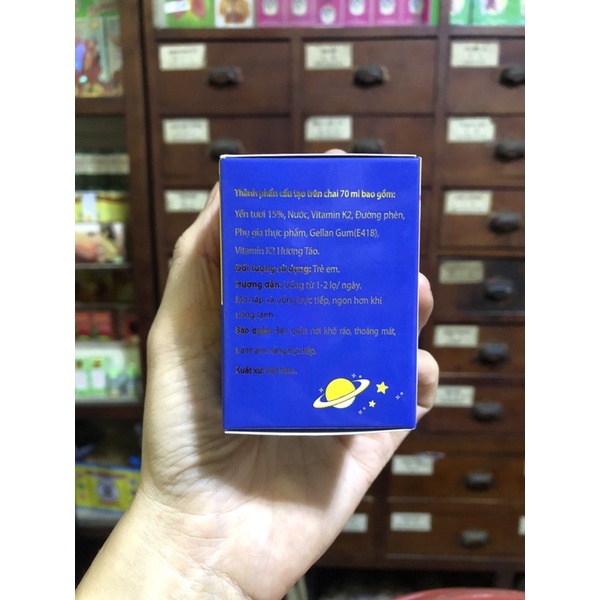 Thành phần cấu tạo trên chai 70 ml bao gồm:
Yến tươi 15%, Nước, Vitamin K2, Đường phèn,
Phụ gia thực phẩm, Gellan Gum(E418),
Vitamin K2 Hương Táo.
Đối tượng sử dụng: Trẻ em.
Hướng dẫn: Dùng từ 1-2 lọ/ ngày.
Bật nắp và uống trực tiếp, ngon hơn khi
uống lạnh.
Bảo quản: Bảo quản nơi khô ráo, thoáng mát,
tránh ánh nắng trực tiếp.
Xuất xứ: Việt Nam.